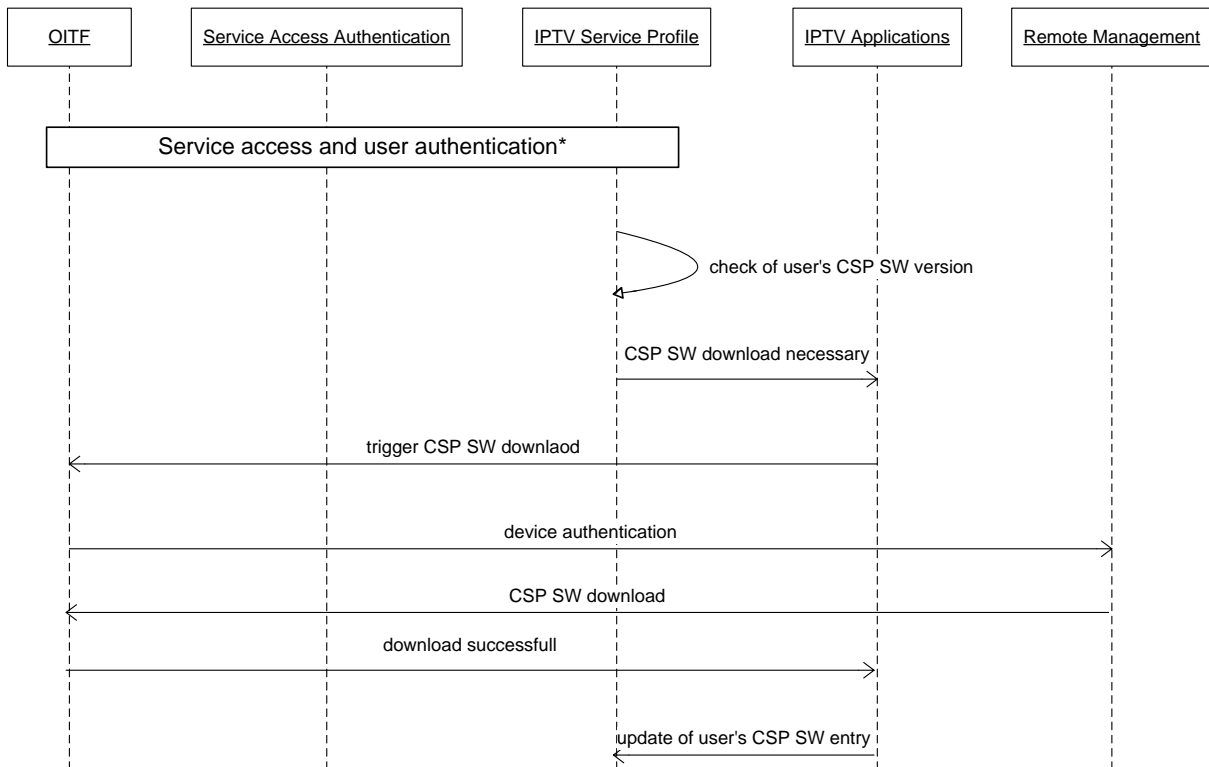 OITF
Service Access Authentication
IPTV Service Profile
IPTV Applications
Remote Management
Service access and user authentication*
check of user's CSP SW version
CSP SW download necessary
trigger CSP SW downlaod
device authentication
CSP SW download
download successfull
update of user's CSP SW entry